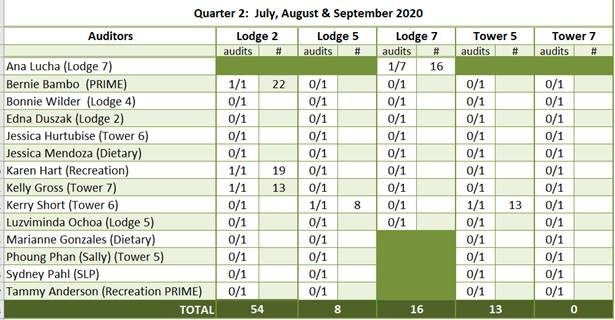 Quarter 2: July, August & September 2020
Auditors Lodge 2 Lodge 5 Lodge 7 Tower 5 Tower 7
audits # audits # audits # audits # audits #
Ana Lucha (Lodge 7) 1/7 16
Bernie Bambo (PRIME) 1/1 22 0/1 0/1 0/1 0/1
Bonnie Wilder (Lodge 4) 0/1 0/1 0/1 0/1 0/1
Edna Duszak (Lodge 2) 0/1 0/1 0/1 0/1 0/1
Jessica Hurtubise (Tower 6) 0/1 0/1 0/1 0/1 0/1
Jessica Mendoza (Dietary) 0/1 0/1 0/1 0/1 0/1
Karen Hart (Recreation) 1/1 19 0/1 0/1 0/1 0/1
Kelly Gross (Tower 7) 1/1 13 0/1 0/1 0/1 0/1
Kerry Short (Tower 6) 0/1 1/1 8 0/1 1/1 13 0/1
Luzviminda Ochoa (Lodge 5) 0/1 0/1 0/1 0/1 0/1
Marianne Gonzales (Dietary) 0/1 0/1 0/1 0/1
Phoung Phan (Sally) (Tower 5) 0/1 0/1 0/1 0/1
Sydney Pahl (SLP) 0/1 0/1 0/1 0/1
Tammy Anderson (Recreation PRIME) 0/1 0/1 0/1 0/1
TOTAL 54 8 16 13 0